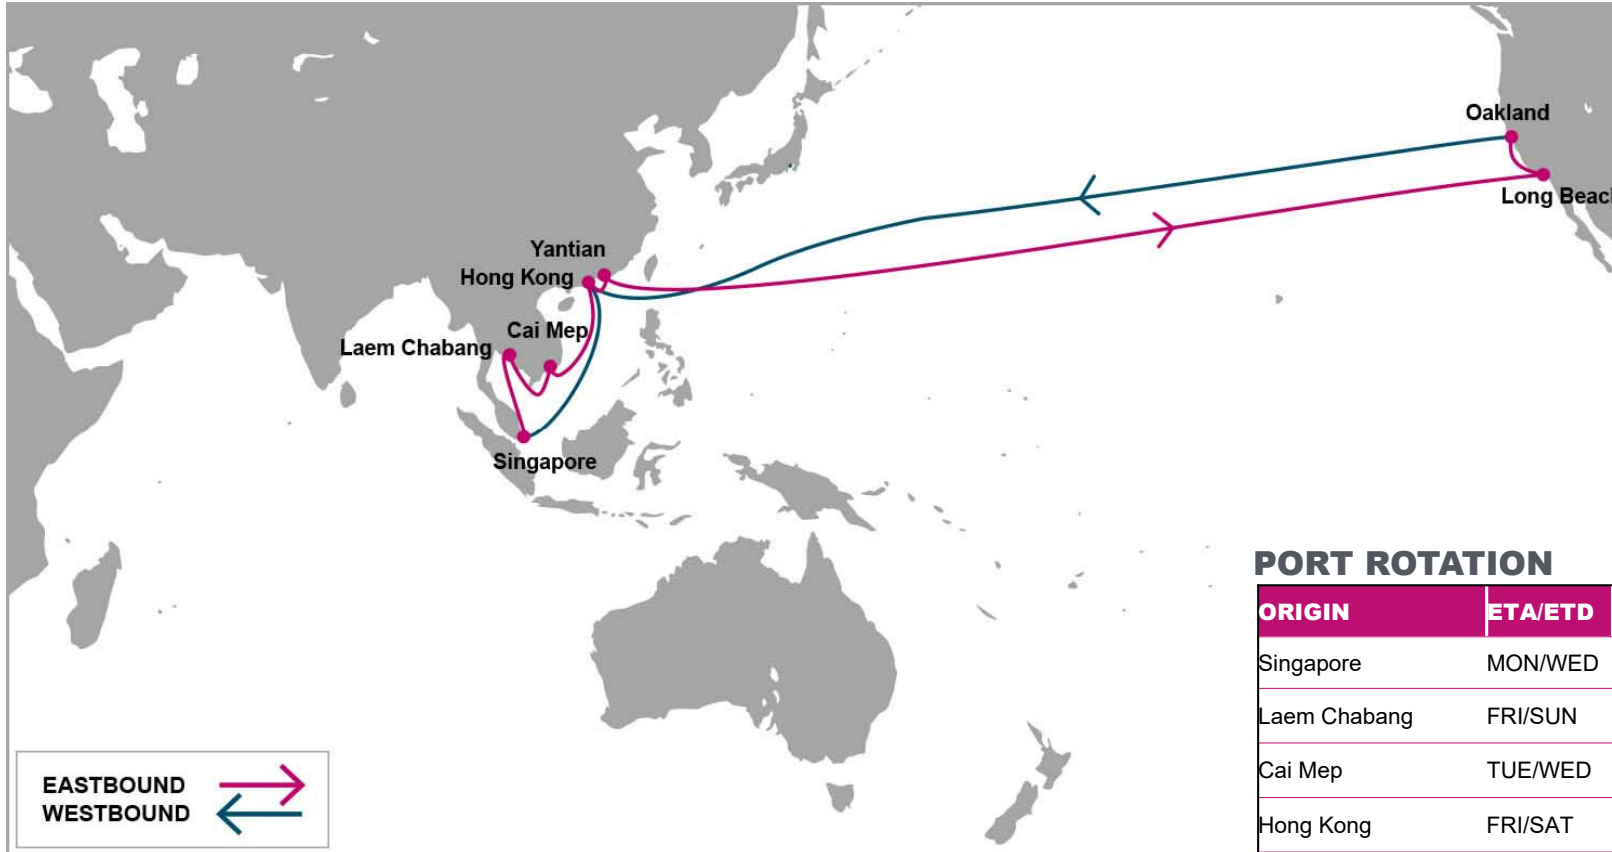 Oakland
Long Beach
Yantian
Hong Kong
Cai Mep
Laem Chabang
Singapore
PORT ROTATION
ORIGIN ETA/ETD
Singapore MON/WED
Laem Chabang FRI/SUN
Cai Mep TUE/WED
Hong Kong FRI/SAT
EASTBOUND
WESTBOUND